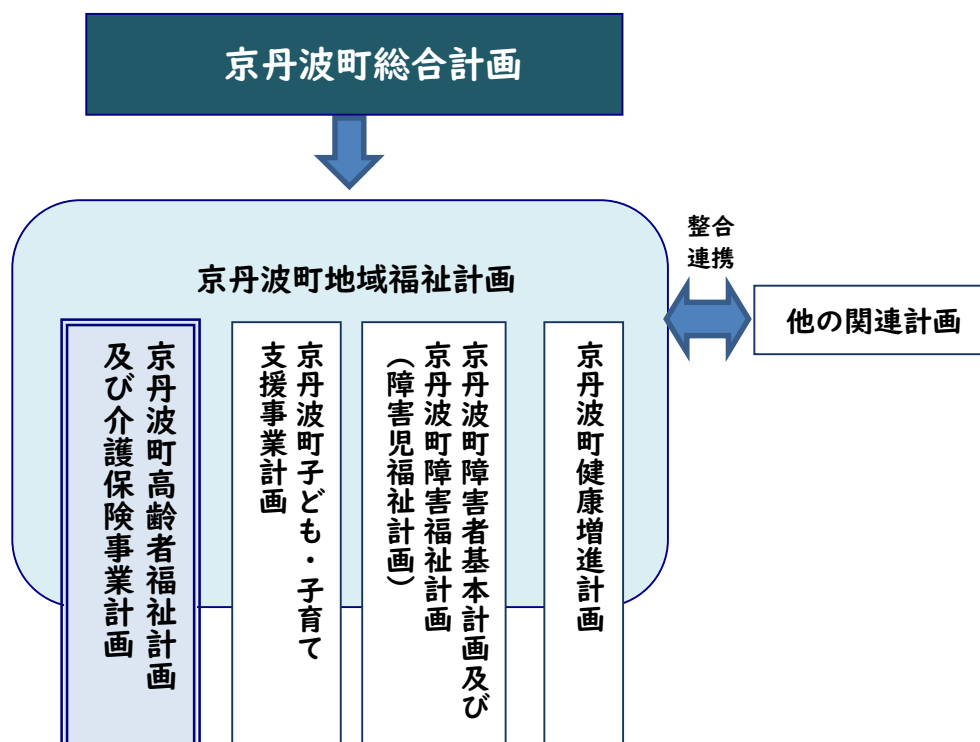 京丹波町総合計画
整合
連携
京丹波町地域福祉計画
他の関連計画
京丹波町高齢者福祉計画
及び介護保険事業計画
京丹波町子ども・子育て
支援事業計画
京丹波町障害者基本計画及び
京丹波町障害福祉計画
（障害児福祉計画）
京丹波町健康増進計画